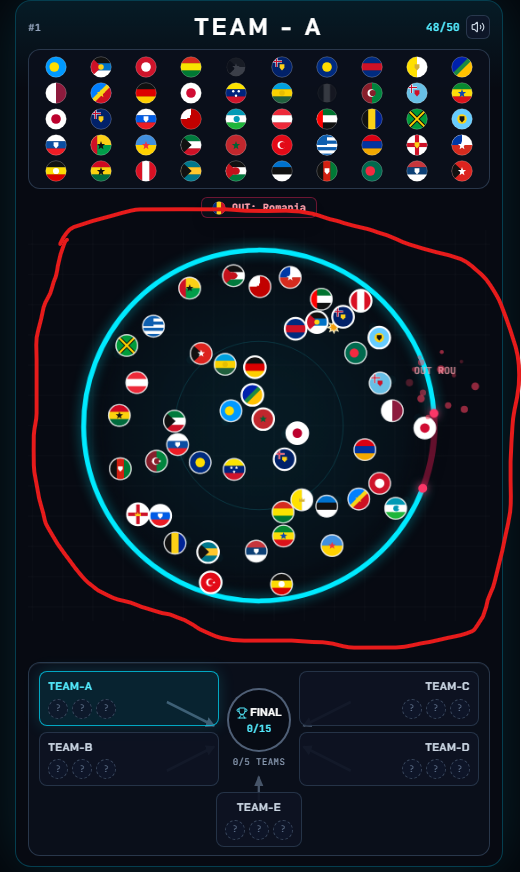 #1
TEAM - A
48/50
OUT: Romania
OUT ROU
TEAM-A
? ? ?
TEAM-C
? ? ?
FINAL
0/15
TEAM-B
? ? ?
TEAM-D
? ? ?
0/5 TEAMS
TEAM-E
? ? ?